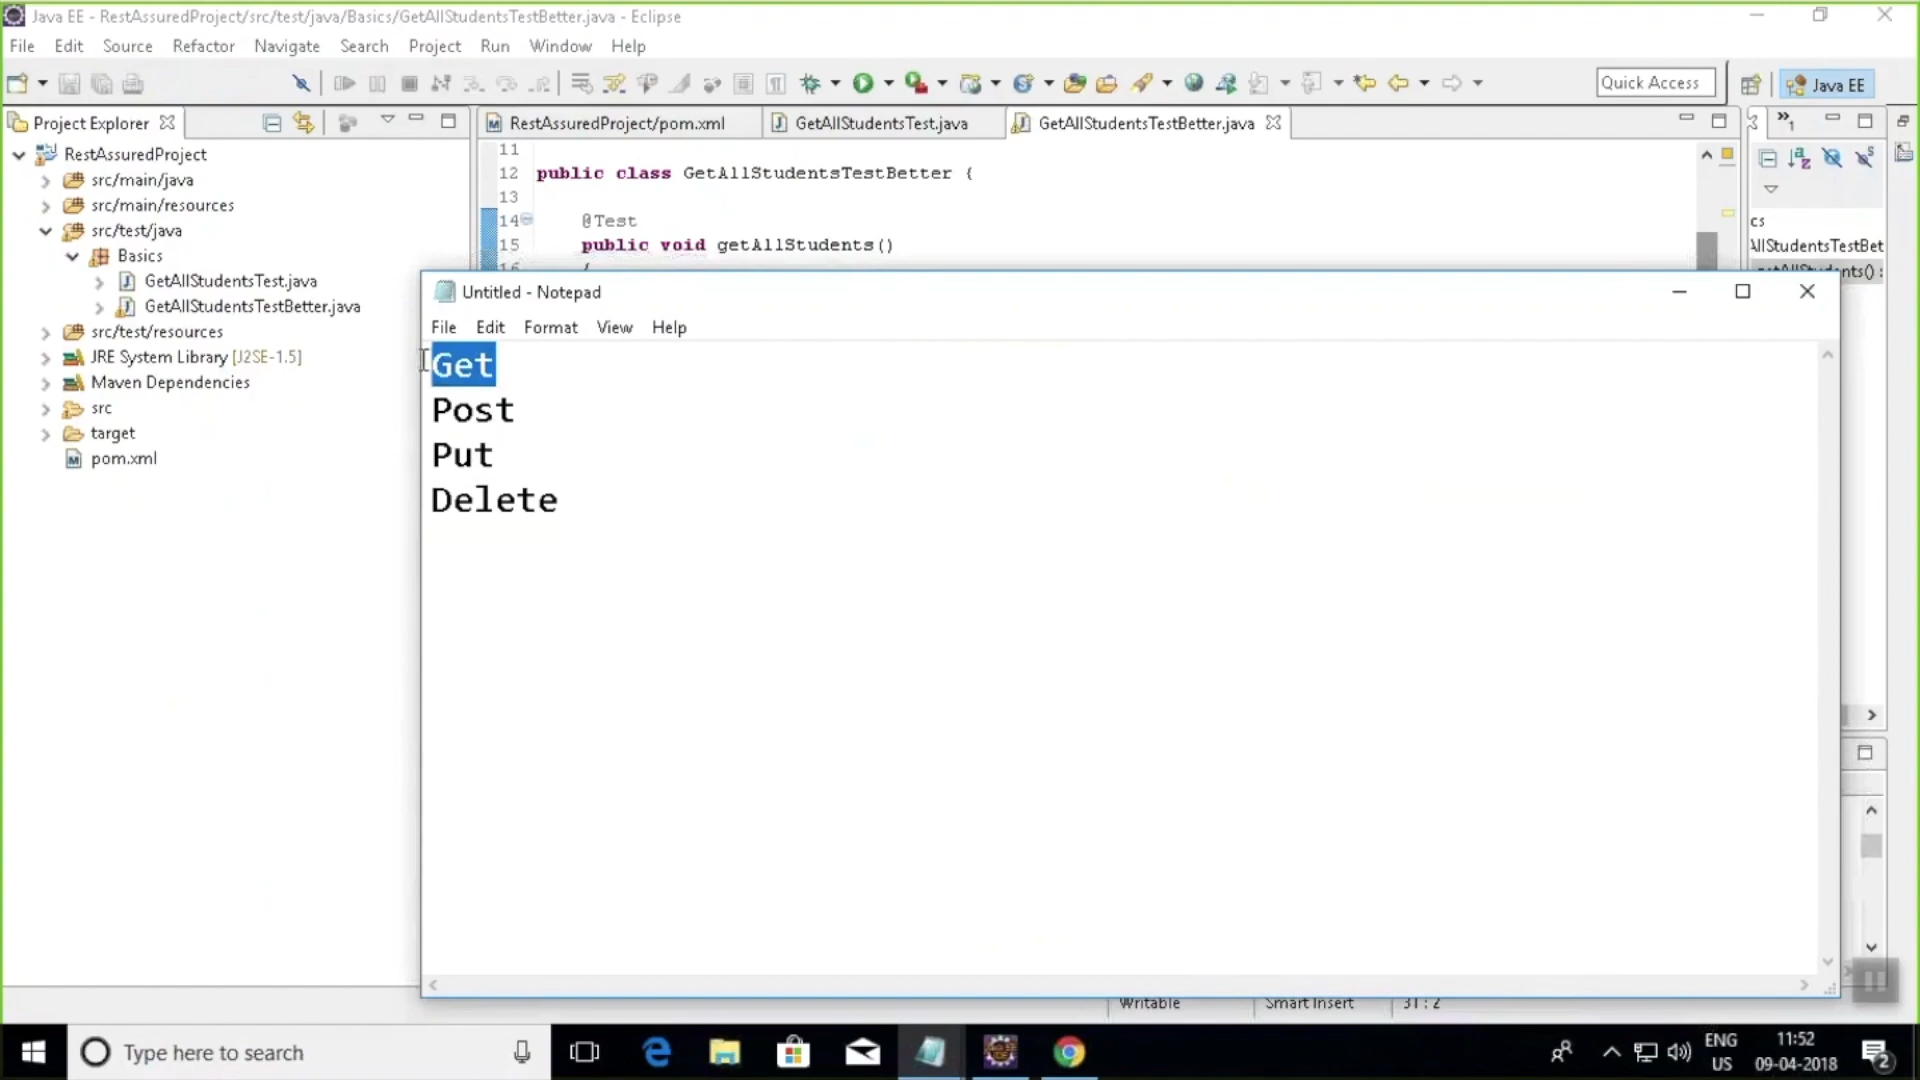 Java EE - RestAssuredProject/src/test/java/Basics/GetAllStudentsTestBetter.java - Eclipse
File Edit Source Refactor Navigate Search Project Run Window Help
Quick Access
Java EE
Project Explorer
RestAssuredProject/pom.xml
GetAllStudentsTest.java
GetAllStudentsTestBetter.java
RestAssuredProject
src/main/java
src/main/resources
src/test/java
Basics
GetAllStudentsTest.java
GetAllStudentsTestBetter.java
src/test/resources
JRE System Library [J2SE-1.5]
Maven Dependencies
src
target
pom.xml
11
12 public class GetAllStudentsTestBetter {
13
14 @Test
15 public void getAllStudents()
16 {
cs
AllStudentsTestBet
getAllStudents() :
Untitled - Notepad
File Edit Format View Help
Get
Post
Put
Delete
Writable Smart Insert 31 : 2
Type here to search
ENG
US
11:52
09-04-2018
2